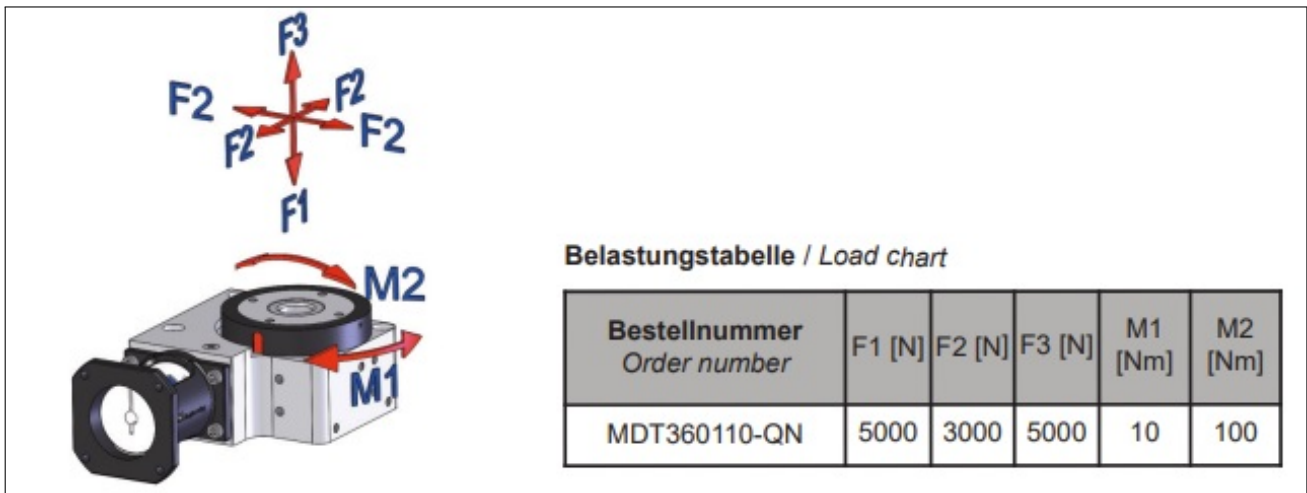 F3
F2
F2
F2
F2
F1
M2
M1
Belastungstabelle / Load chart
Bestellnummer
Order number
F1 [N] F2 [N] F3 [N] M1 [Nm] M2 [Nm]
MDT360110-QN 5000 3000 5000 10 100